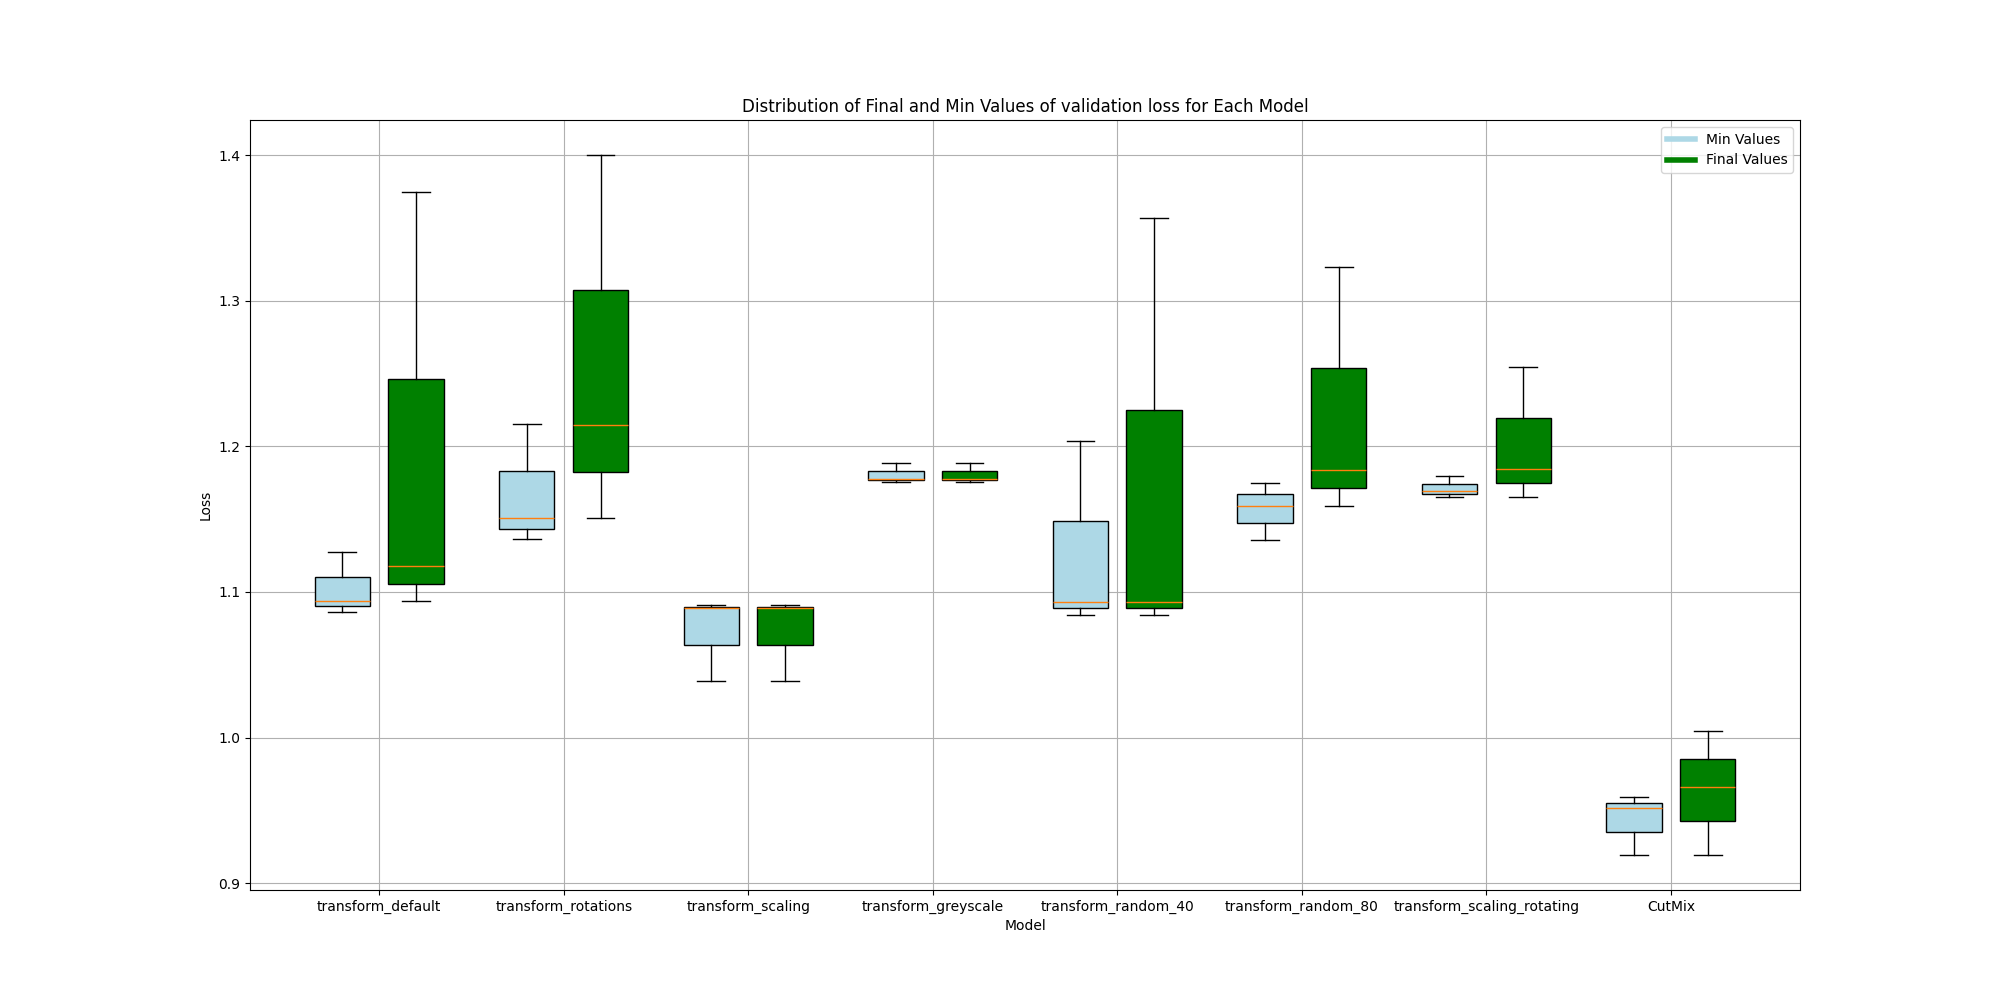 Distribution of Final and Min Values of validation loss for Each Model
Min Values
Final Values
Loss
1.4
1.3
1.2
1.1
1.0
0.9
transform_default
transform_rotations
transform_scaling
transform_greyscale
transform_random_40
transform_random_80
transform_scaling_rotating
CutMix
Model